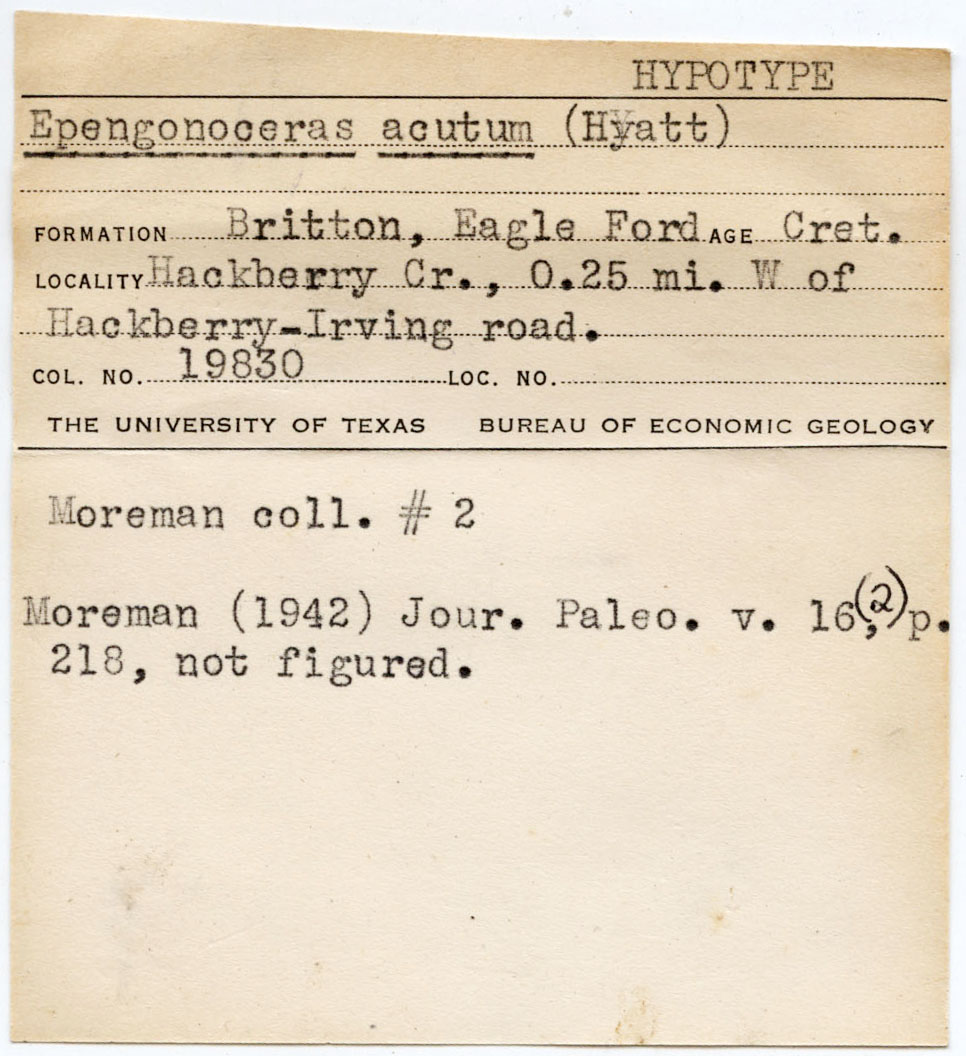 HYPOTYPE
Epengonoceras acutum (Hyatt)
FORMATION Britton, Eagle Ford AGE Cret.
LOCALITY Hackberry Cr., 0.25 mi. W of
Hackberry-Irving road.
COL. NO. 19830 LOC. NO.
THE UNIVERSITY OF TEXAS BUREAU OF ECONOMIC GEOLOGY
Moreman coll. # 2
Moreman (1942) Jour. Paleo. v. 16(2), p.
218, not figured.